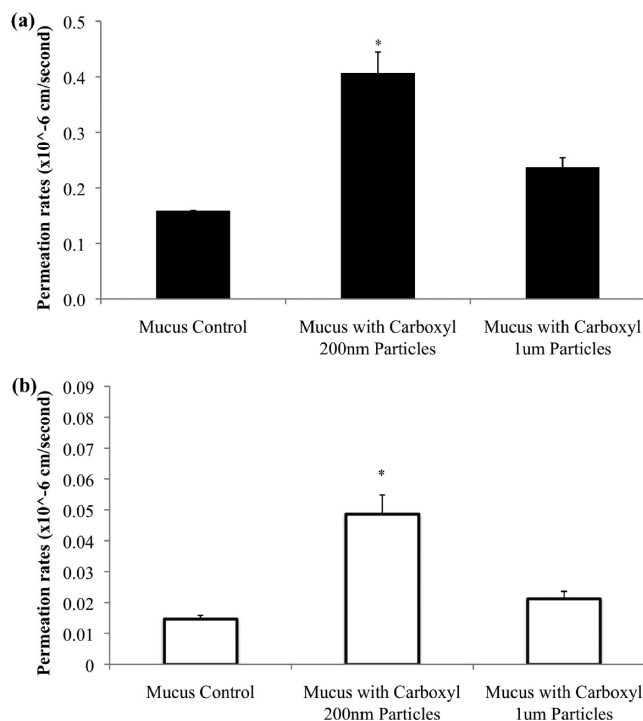 (a)
Permeation rates (x10^-6 cm/second)
0.5
0.4
0.3
0.2
0.1
0.0
*
Mucus Control
Mucus with Carboxyl
200nm Particles
Mucus with Carboxyl
1um Particles
(b)
Permeation rates (x10^-6 cm/second)
0.09
0.08
0.07
0.06
0.05
0.04
0.03
0.02
0.01
0
*
Mucus Control
Mucus with Carboxyl
200nm Particles
Mucus with Carboxyl
1um Particles